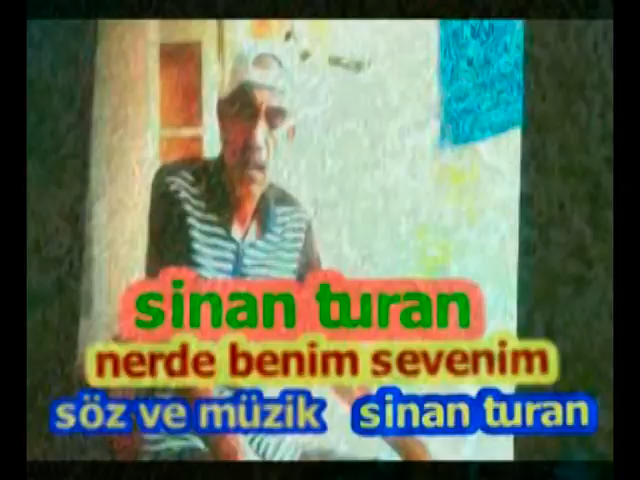 sinan turan
nerde benim sevenim
söz ve müzik sinan turan